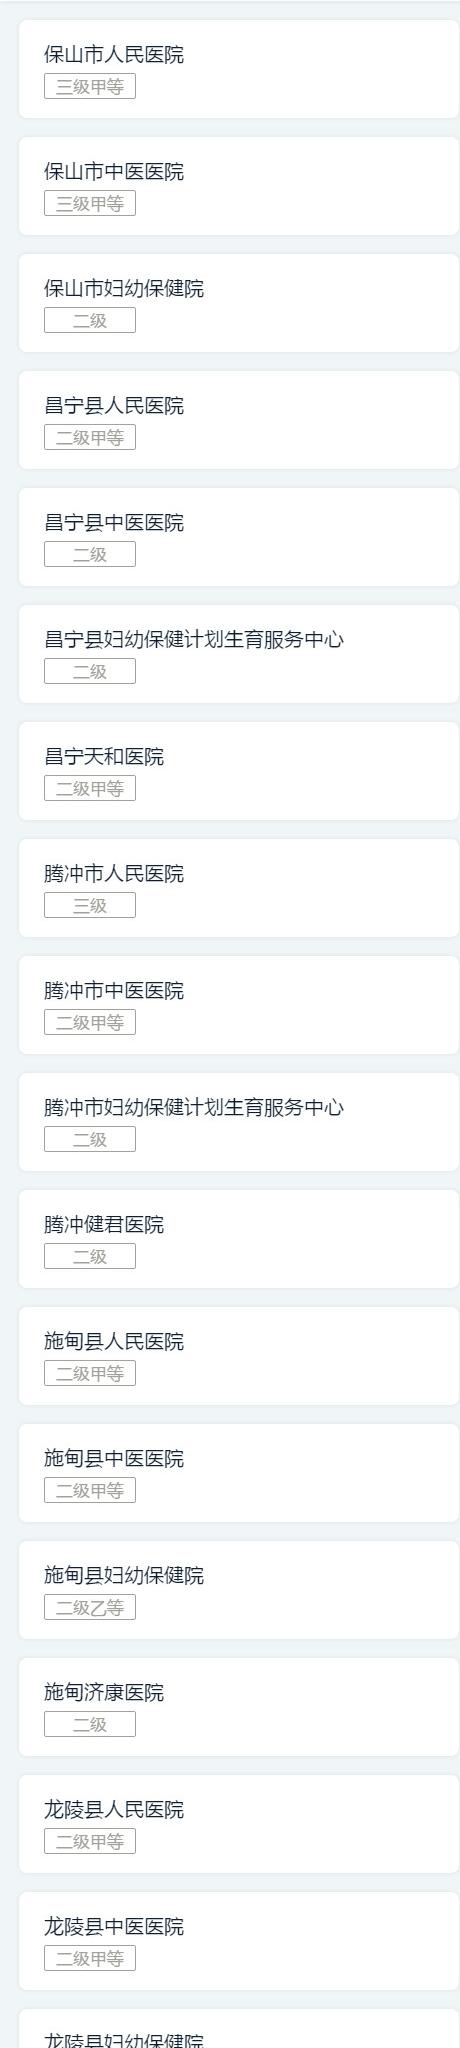 保山市人民医院
三级甲等
保山市中医医院
三级甲等
保山市妇幼保健院
二级
昌宁县人民医院
二级甲等
昌宁县中医医院
二级
昌宁县妇幼保健计划生育服务中心
二级
昌宁天和医院
二级甲等
腾冲市人民医院
三级
腾冲市中医医院
二级甲等
腾冲市妇幼保健计划生育服务中心
二级
腾冲健君医院
二级
施甸县人民医院
二级甲等
施甸县中医医院
二级甲等
施甸县妇幼保健院
二级乙等
施甸济康医院
二级
龙陵县人民医院
二级甲等
龙陵县中医医院
二级甲等
龙陵县妇幼保健院